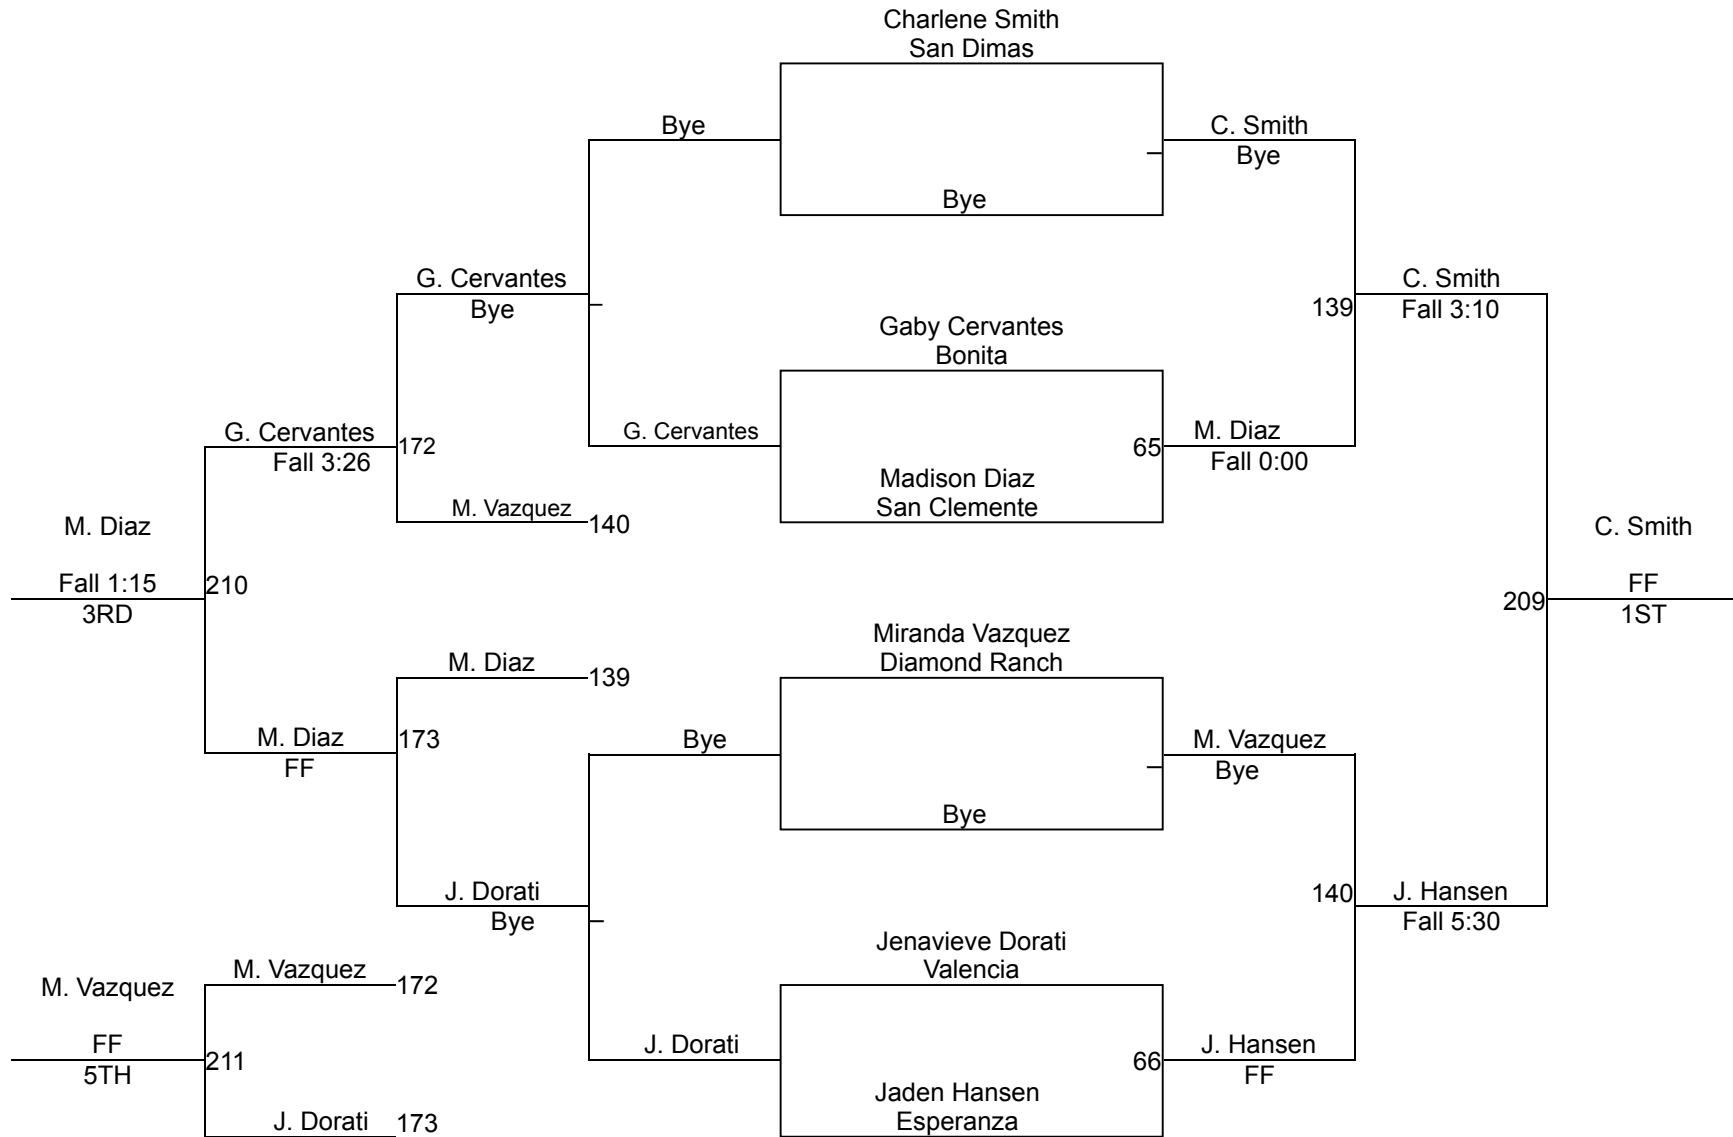 Charlene Smith
San Dimas
Bye
C. Smith
Bye
Bye
G. Cervantes
Bye
139
C. Smith
Fall 3:10
Gaby Cervantes
Bonita
G. Cervantes
Fall 3:26
172
G. Cervantes
65
M. Diaz
Fall 0:00
Madison Diaz
San Clemente
M. Vazquez
140
M. Diaz
Fall 1:15
3RD
210
C. Smith
FF
1ST
209
Miranda Vazquez
Diamond Ranch
M. Diaz
139
M. Diaz
FF
173
Bye
M. Vazquez
Bye
Bye
J. Dorati
Bye
140
J. Hansen
Fall 5:30
Jenavieve Dorati
Valencia
M. Vazquez
172
M. Vazquez
FF
5TH
211
J. Dorati
66
J. Hansen
FF
Jaden Hansen
Esperanza
J. Dorati
173